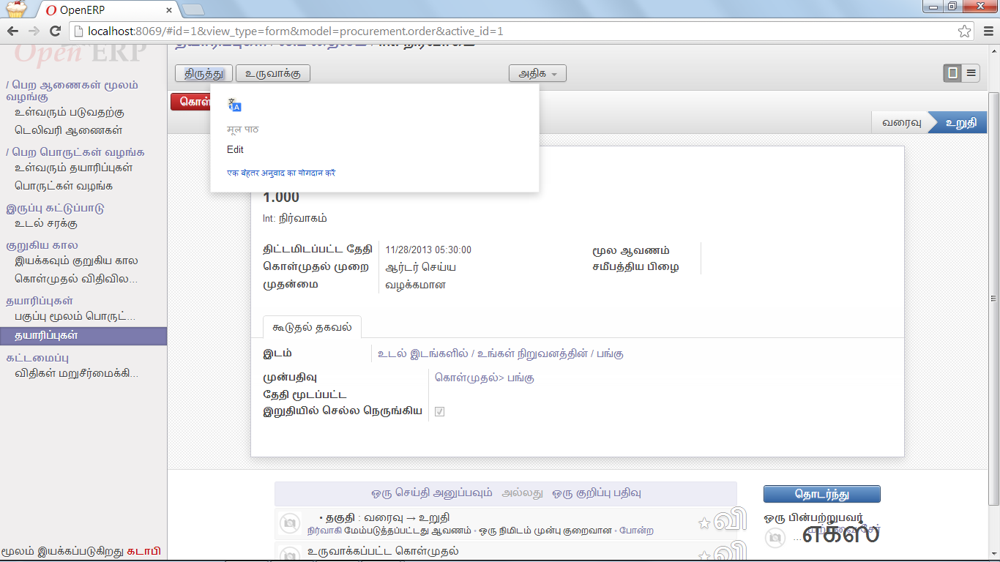 OpenERP
localhost:8069/#id=1&view_type=form&model=procurement.order&active_id=1
Open ERP
/ பெற ஆணைகள் மூலம்
வழங்கு
உள்வரும் படுவதற்கு
டெலிவரி ஆணைகள்
/ பெற பொருட்கள் வழங்க
உள்வரும் தயாரிப்புகள்
பொருட்கள் வழங்க
இருப்பு கட்டுப்பாடு
உடல் சரக்கு
குறுகிய கால
இயக்கவும் குறுகிய கால
கொள்முதல் விதிவில...
தயாரிப்புகள்
பகுப்பு மூலம் பொருட்...
தயாரிப்புகள்
கட்டமைப்பு
விதிகள் மறுசீர்மைக்கி...
மூலம் இயக்கப்படுகிறது கடாபி
திருத்து உருவாக்கு அதிக
கொள்
வரைவு உறுதி
मूल पाठ
Edit
एक बेहतर अनुवाद का योगदान करें
1.000
Int: நிர்வாகம்
திட்டமிடப்பட்ட தேதி 11/28/2013 05:30:00 மூல ஆவணம்
கொள்முதல் முறை ஆர்டர் செய்ய சமீபத்திய பிழை
முதன்மை வழக்கமான
கூடுதல் தகவல்
இடம் உடல் இடங்களில் / உங்கள் நிறுவனத்தின் / பங்கு
முன்பதிவு கொள்முதல்> பங்கு
தேதி மூடப்பட்ட
இறுதியில் செல்ல நெருங்கிய
ஒரு செய்தி அனுப்பவும் அல்லது ஒரு குறிப்பு பதிவு
• தகுதி : வரைவு → உறுதி
நிர்வாகி மேம்படுத்தப்பட்டது ஆவணம் • ஒரு நிமிடம் முன்பு குறைவான • போன்ற
வி
உருவாக்கப்பட்ட கொள்முதல்
வி
தொடர்ந்து
ஒரு பின்பற்றுபவர்
எகஸ்
...